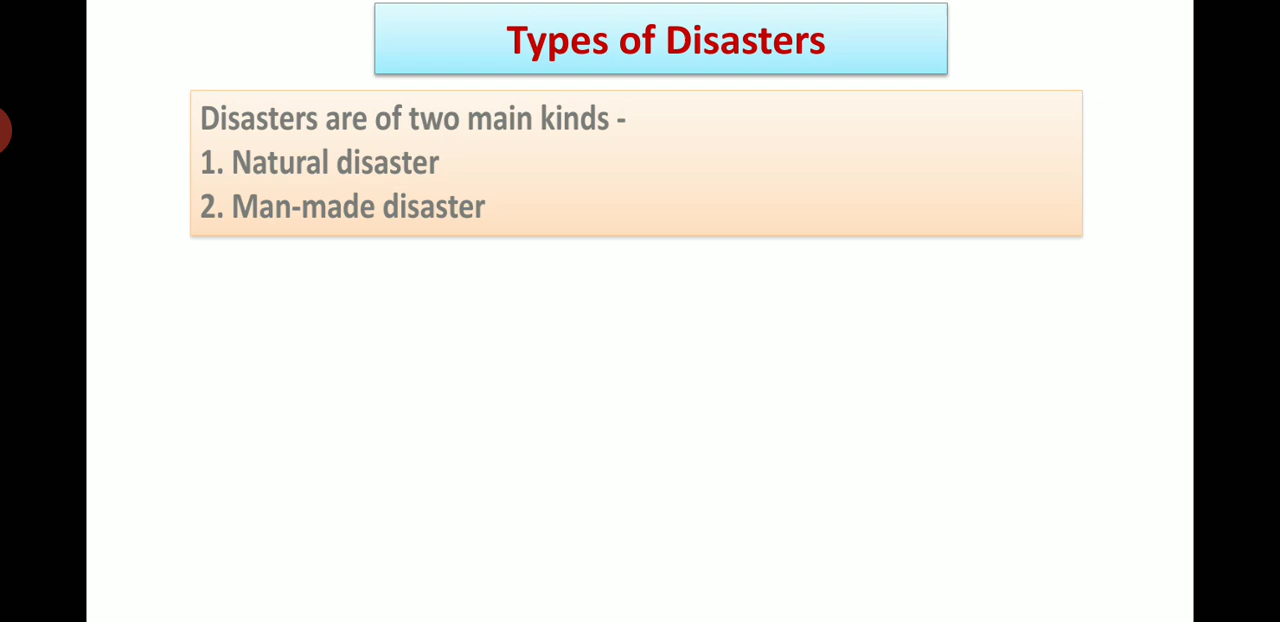 Types of Disasters
Disasters are of two main kinds -
1. Natural disaster
2. Man-made disaster